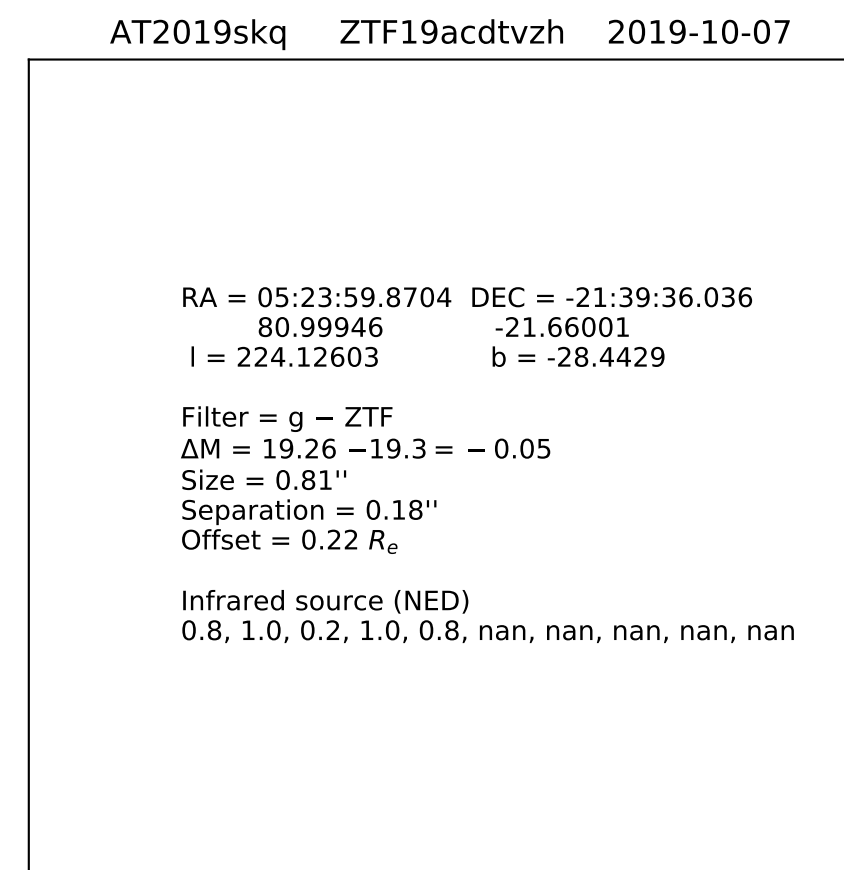 AT2019skq ZTF19acdtvzh 2019-10-07
RA = 05:23:59.8704 DEC = -21:39:36.036
80.99946 -21.66001
l = 224.12603 b = -28.4429
Filter = g − ZTF
ΔM = 19.26 −19.3 = − 0.05
Size = 0.81''
Separation = 0.18''
Offset = 0.22 Re
Infrared source (NED)
0.8, 1.0, 0.2, 1.0, 0.8, nan, nan, nan, nan, nan